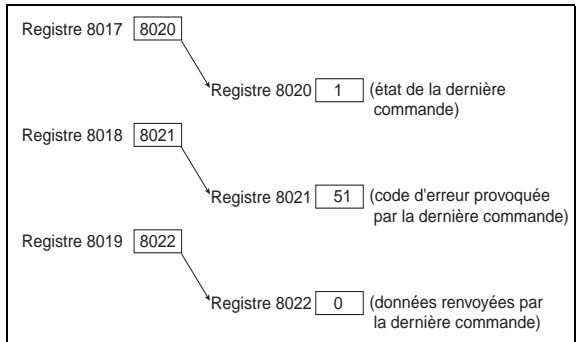 Registre 8017 8020
Registre 8020 1 (état de la dernière
commande)
Registre 8018 8021
Registre 8021 51 (code d'erreur provoquée
par la dernière commande)
Registre 8019 8022
Registre 8022 0 (données renvoyées par
la dernière commande)